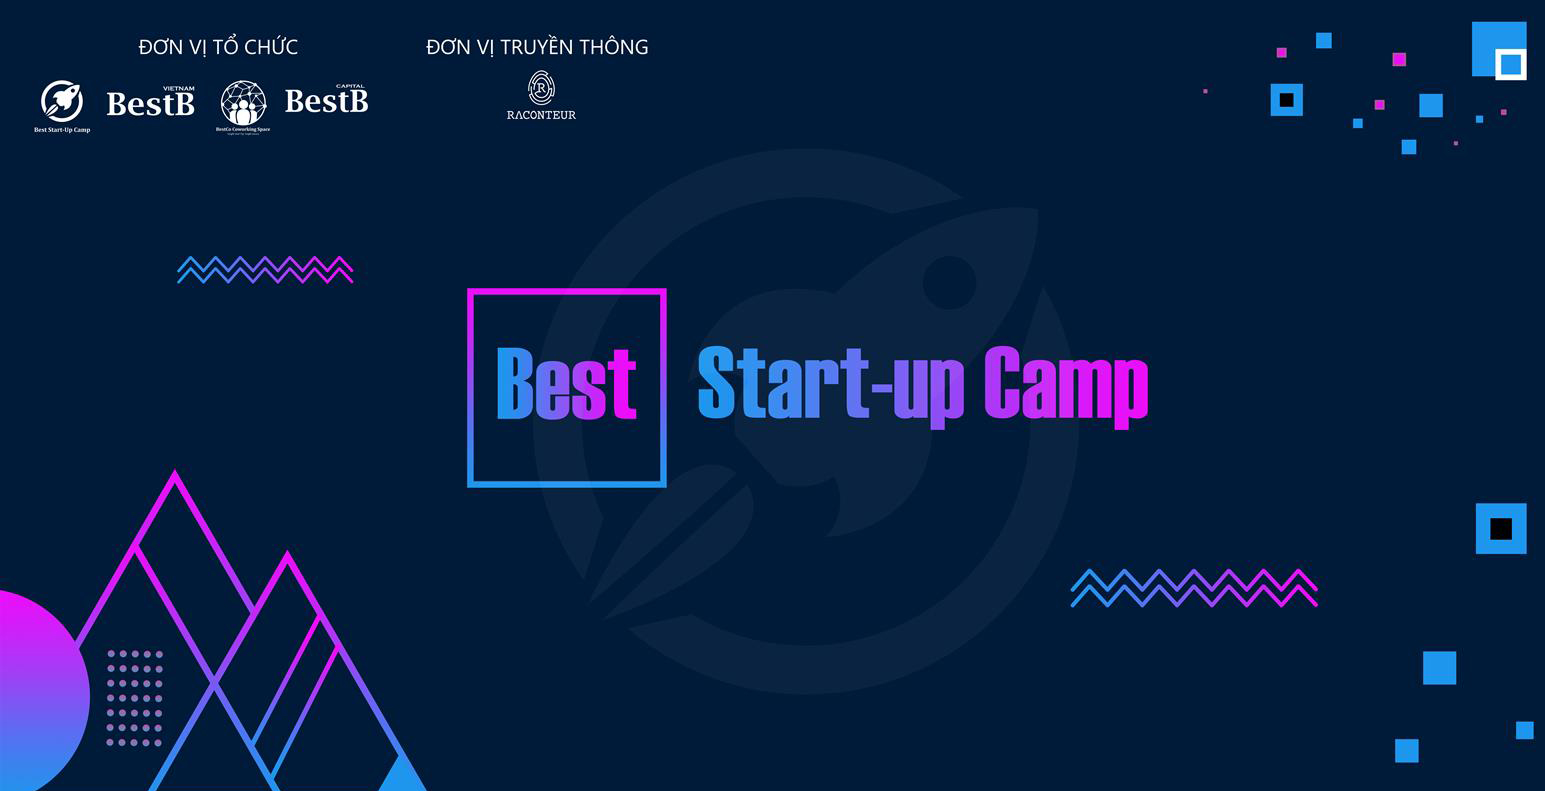 ĐƠN VỊ TỔ CHỨC
ĐƠN VỊ TRUYỀN THÔNG
Best Start-Up Camp
VIETNAM
BestB
BestCo Coworking Space
CAPITAL
BestB
R
RACONTEUR
Best Start-up Camp